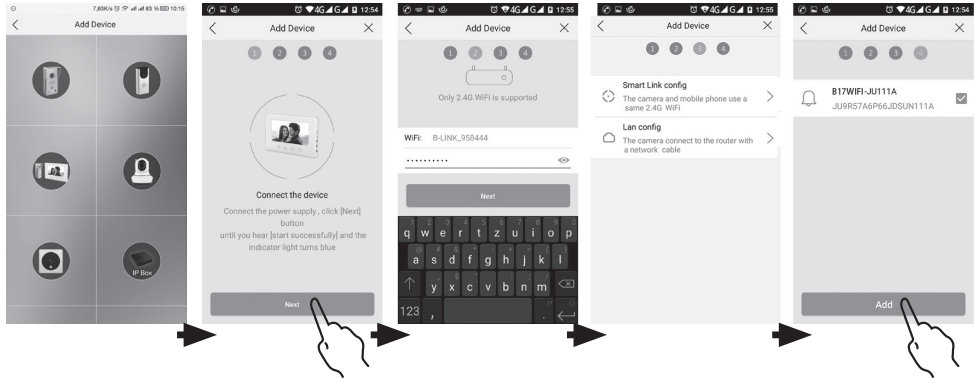 7,63K/s 83 % 10:15
Add Device
IP Box
4G G 12:54
Add Device
1 2 3 4
Connect the device
Connect the power supply , click [Next]
button
until you hear [start successfully] and the
indicator light turns blue
Next
4G G 12:55
Add Device
1 2 3 4
Only 2.4G WiFi is supported
WiFi: B-LINK_958444
..........
Next
q w e r t z u i o p
a s d f g h j k l
y x c v b n m
123 , .
4G G 12:55
Add Device
1 2 3 4
Smart Link config
The camera and mobile phone use a
same 2.4G WiFi
Lan config
The camera connect to the router with
a network cable
4G G 12:54
Add Device
1 2 3 4
B17WIFI-JU111A
JU9R57A6P66JDSUN111A
Add